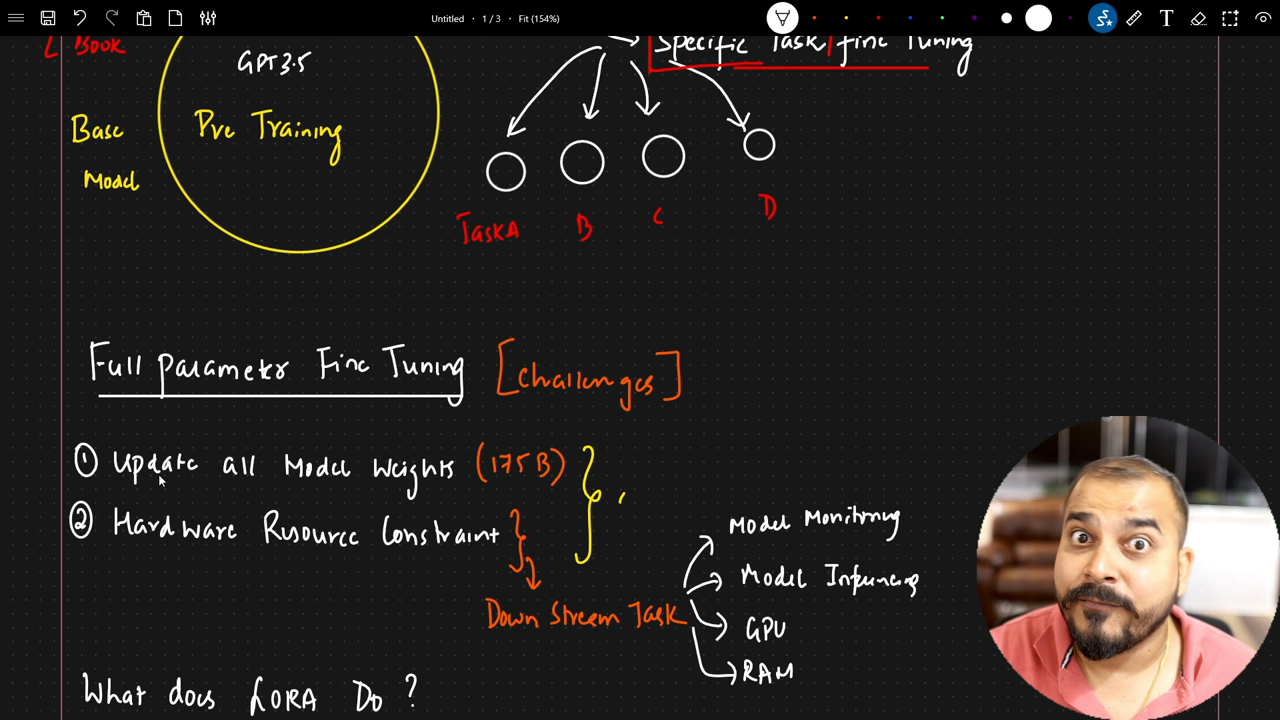 Untitled · 1 / 3 · Fit (154%)
Book
GPT3.5
Specific Task / fine Tuning
Base
Model
Pre Training
Task A B C D
Full Parameter Fine Tuning [Challenges]
① Update all Model Weights (175 B)
② Hardware Resource Constraint
Down Stream Task
Model Monitoring
Model Inferencing
GPU
RAM
What does LORA Do ?